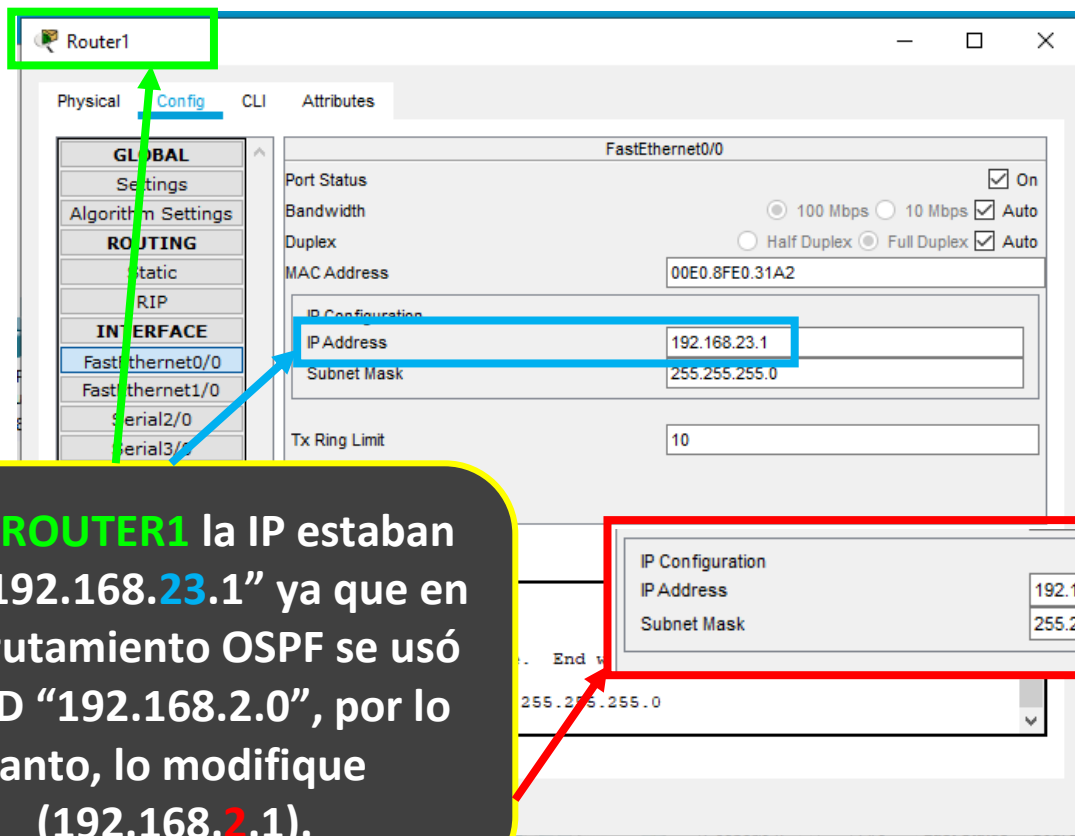 Router1
Physical Config CLI Attributes
GLOBAL
Settings
Algorithm Settings
ROUTING
Static
RIP
INTERFACE
FastEthernet0/0
FastEthernet1/0
Serial2/0
Serial3/0
FastEthernet0/0
Port Status On
Bandwidth 100 Mbps 10 Mbps Auto
Duplex Half Duplex Full Duplex Auto
MAC Address 00E0.8FE0.31A2
IP Configuration
IP Address 192.168.23.1
Subnet Mask 255.255.255.0
Tx Ring Limit 10
ROUTER1 la IP estaban
192.168.23.1” ya que en
rutamiento OSPF se usó
D “192.168.2.0”, por lo
anto, lo modifique
(192.168.2.1).
IP Configuration
IP Address 192.1
Subnet Mask 255.2
. End w
255.255.255.0